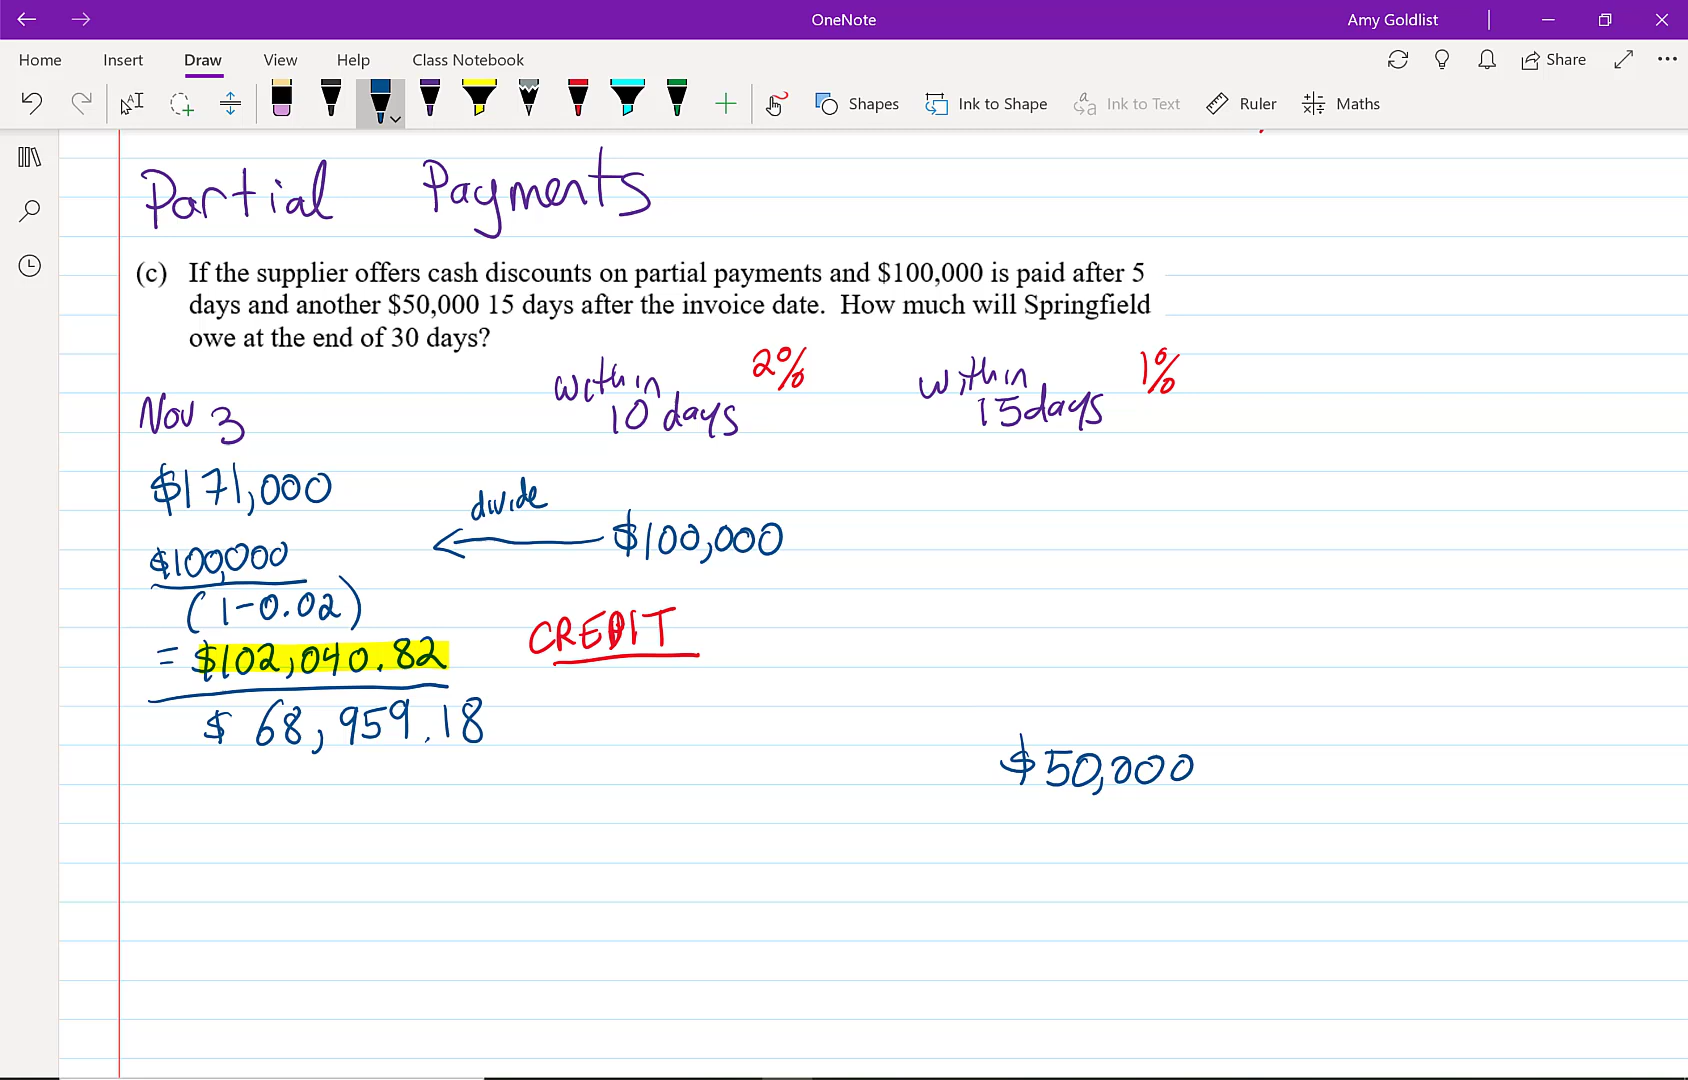 OneNote
Amy Goldlist
Home Insert Draw View Help Class Notebook
Share
Shapes Ink to Shape Ink to Text Ruler Maths
Partial Payments
(c) If the supplier offers cash discounts on partial payments and $100,000 is paid after 5
days and another $50,000 15 days after the invoice date. How much will Springfield
owe at the end of 30 days?
within 2% within 1%
Nov 3 10 days 15 days
$171,000
divide
$100,000 $100,000
(1-0.02)
CREDIT
= $102,040.82
$ 68,959.18
$50,000